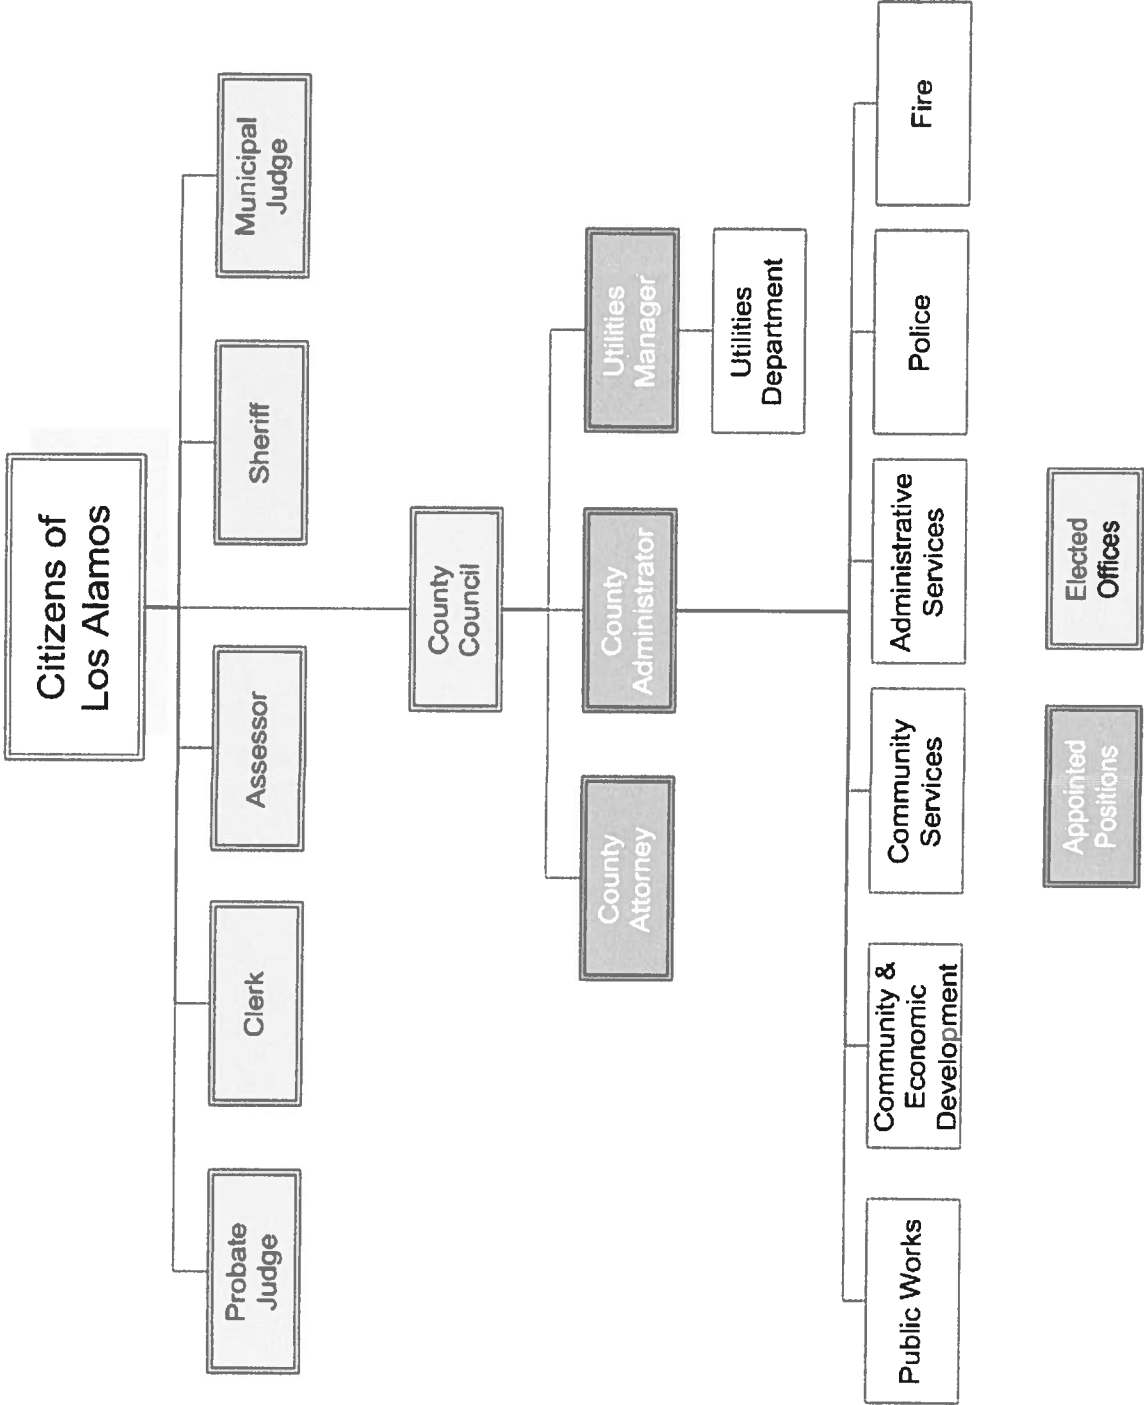 Citizens of
Los Alamos
Probate
Judge
Clerk
Assessor
Sheriff
Municipal
Judge
County
Council
County
Attorney
County
Administrator
Utilities
Manager
Utilities
Department
Public Works
Community &
Economic
Development
Community
Services
Administrative
Services
Police
Fire
Appointed
Positions
Elected
Offices